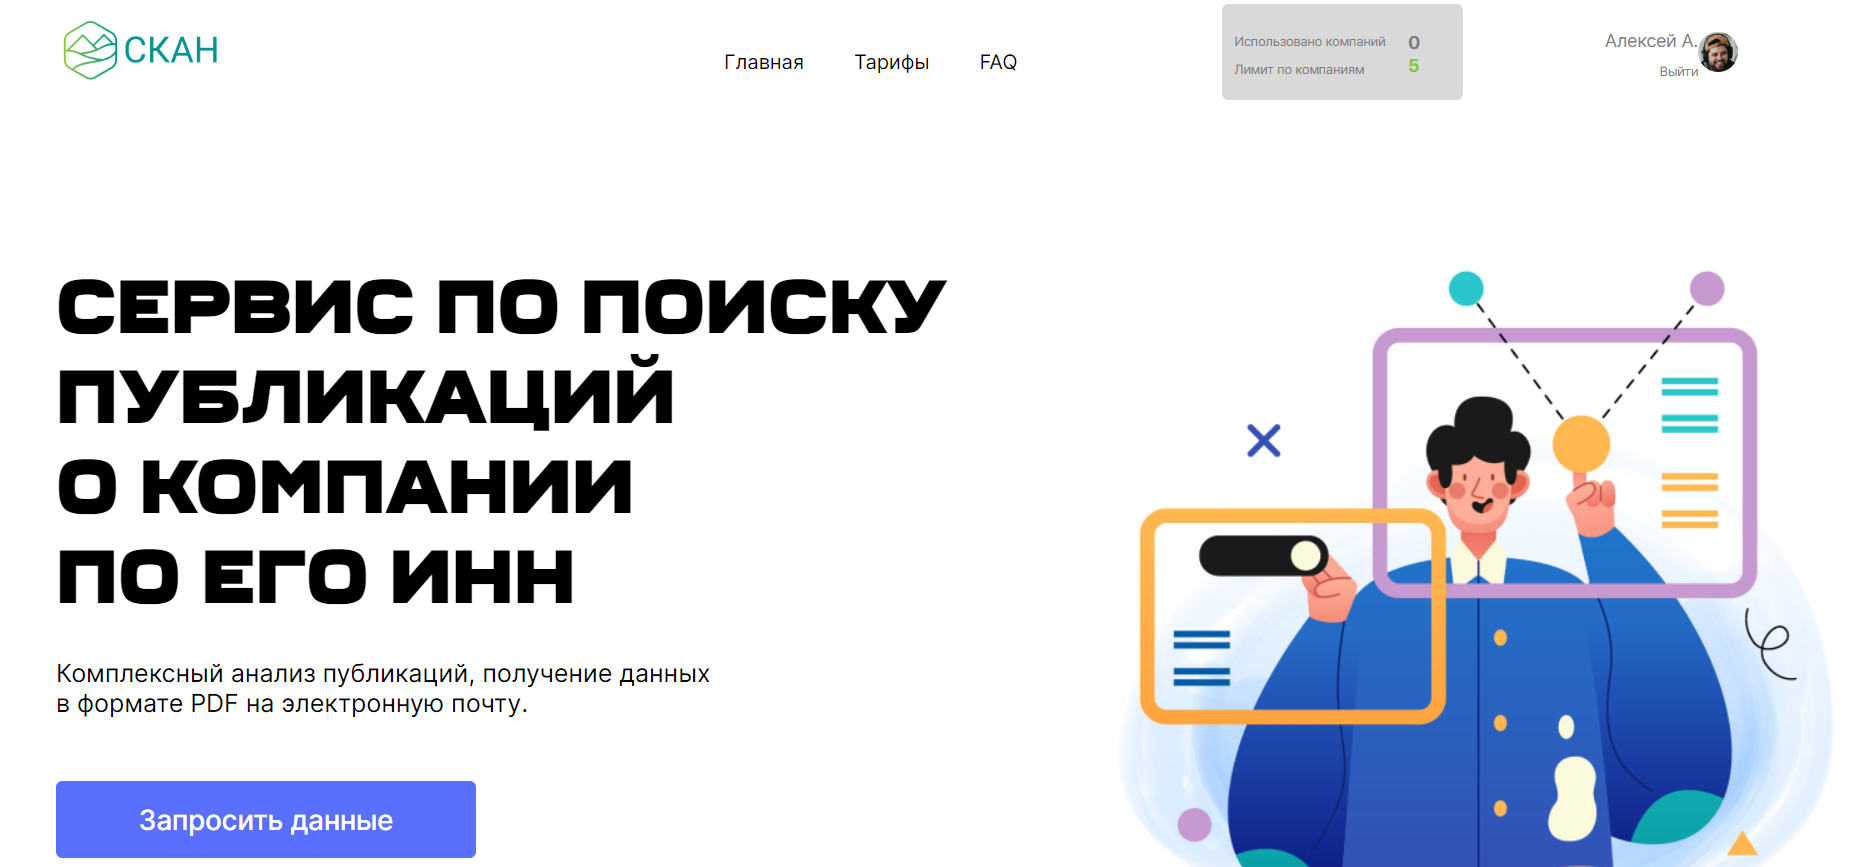 СКАН
Главная Тарифы FAQ
Использовано компаний 0
Лимит по компаниям 5
Алексей А.
Выйти
СЕРВИС ПО ПОИСКУ
ПУБЛИКАЦИЙ
О КОМПАНИИ
ПО ЕГО ИНН
Комплексный анализ публикаций, получение данных
в формате PDF на электронную почту.
Запросить данные